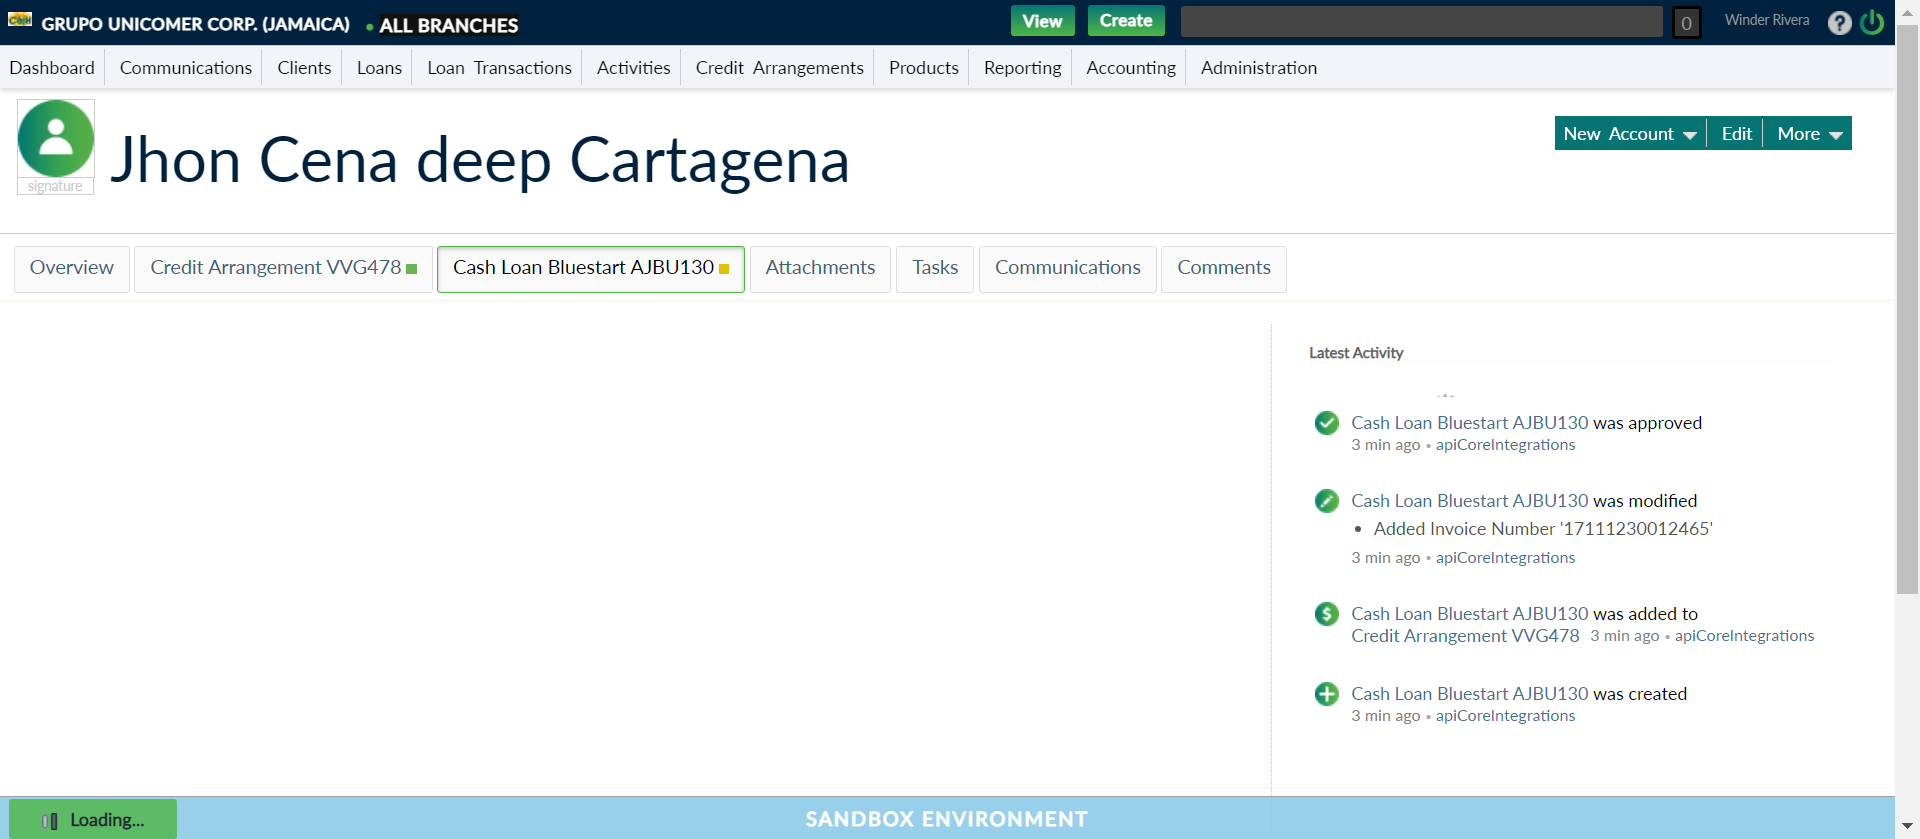 Cash GRUPO UNICOMER CORP. (JAMAICA) • ALL BRANCHES View Create 0 Winder Rivera ?
Dashboard Communications Clients Loans Loan Transactions Activities Credit Arrangements Products Reporting Accounting Administration
signature
Jhon Cena deep Cartagena
New Account Edit More
Overview Credit Arrangement VVG478 Cash Loan Bluestart AJBU130 Attachments Tasks Communications Comments
Latest Activity
Cash Loan Bluestart AJBU130 was approved
3 min ago • apiCoreIntegrations
Cash Loan Bluestart AJBU130 was modified
• Added Invoice Number '17111230012465'
3 min ago • apiCoreIntegrations
Cash Loan Bluestart AJBU130 was added to
Credit Arrangement VVG478 3 min ago • apiCoreIntegrations
Cash Loan Bluestart AJBU130 was created
3 min ago • apiCoreIntegrations
Loading...
SANDBOX ENVIRONMENT